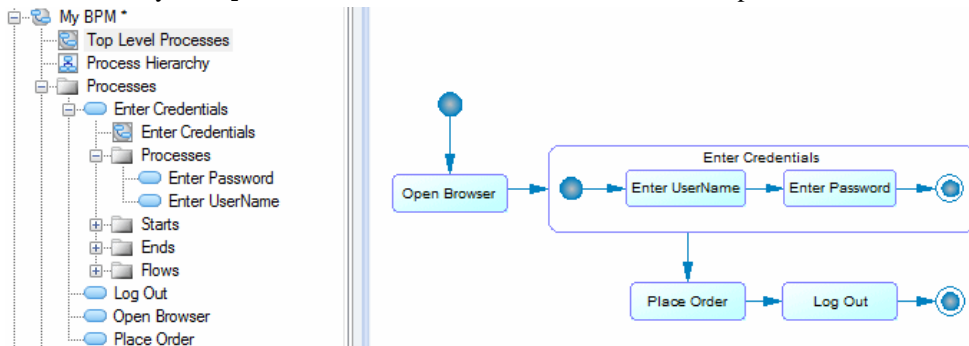 My BPM *
Top Level Processes
Process Hierarchy
Processes
Enter Credentials
Enter Credentials
Processes
Enter Password
Enter UserName
Starts
Ends
Flows
Log Out
Open Browser
Place Order
Enter Credentials
Open Browser
Enter UserName
Enter Password
Place Order
Log Out